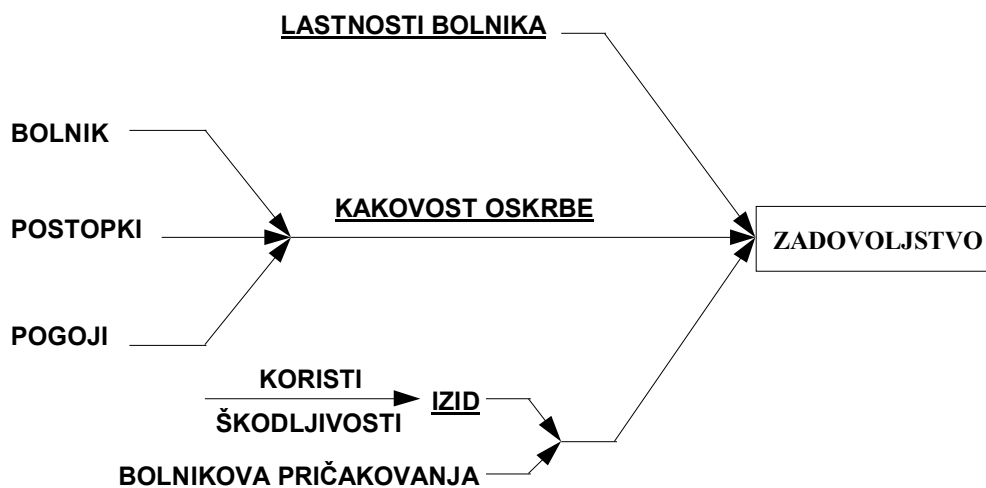 LASTNOSTI BOLNIKA
BOLNIK
KAKOVOST OSKRBE
POSTOPKI
ZADOVOLJSTVO
POGOJI
KORISTI
IZID
ŠKODLJIVOSTI
BOLNIKOVA PRIČAKOVANJA